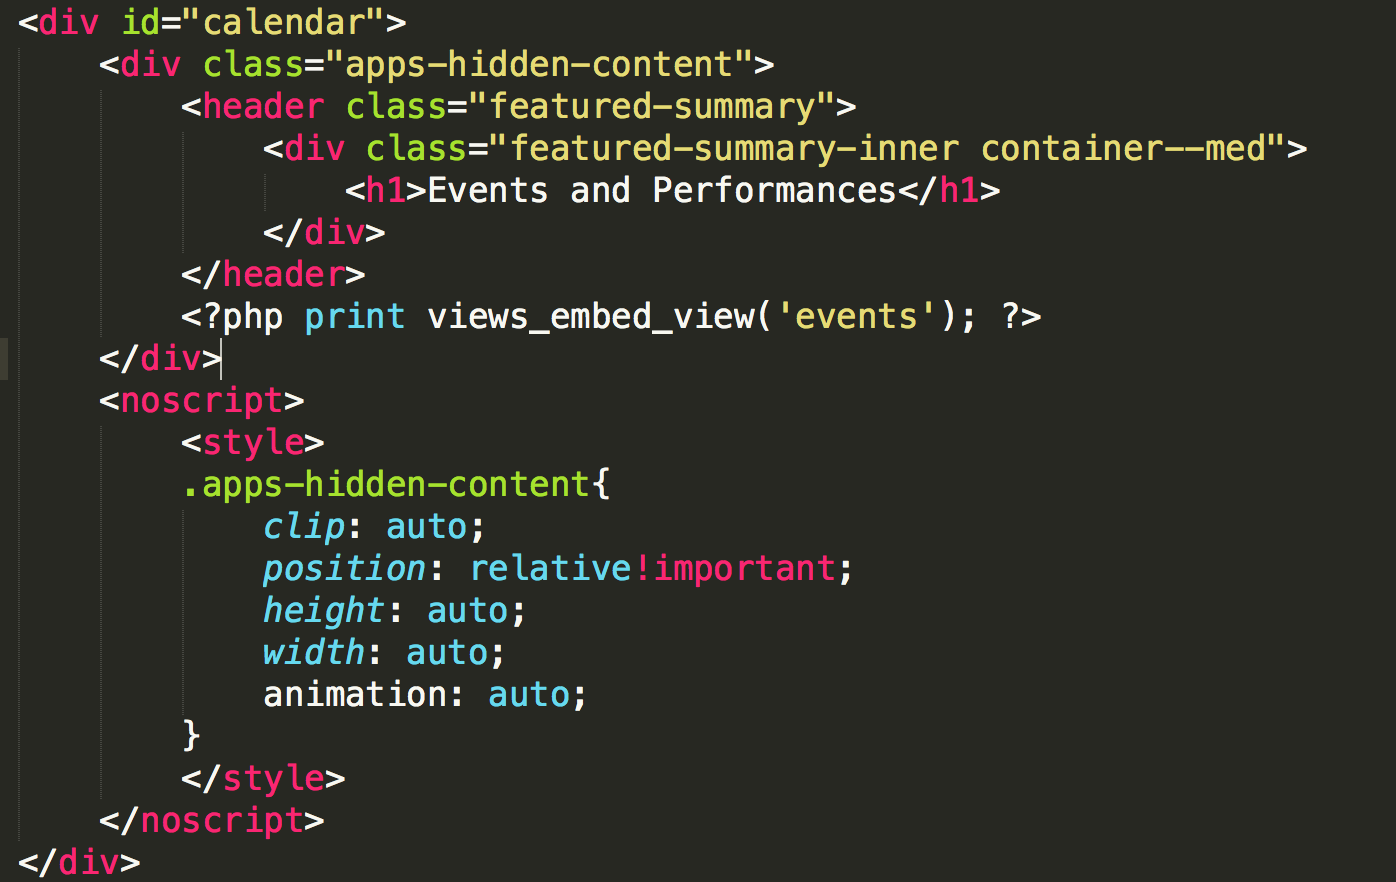 <div id="calendar">
    <div class="apps-hidden-content">
        <header class="featured-summary">
            <div class="featured-summary-inner container--med">
                <h1>Events and Performances</h1>
            </div>
        </header>
        <?php print views_embed_view('events'); ?>
    </div>
    <noscript>
        <style>
        .apps-hidden-content{
            clip: auto;
            position: relative!important;
            height: auto;
            width: auto;
            animation: auto;
        }
        </style>
    </noscript>
</div>